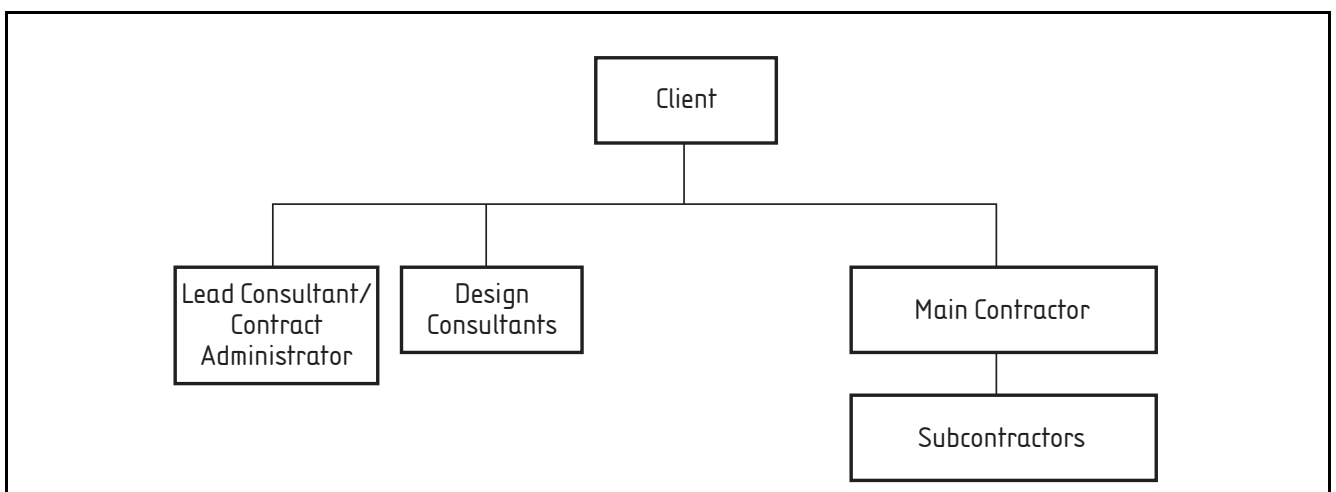 Client
Lead Consultant/
Contract
Administrator
Design
Consultants
Main Contractor
Subcontractors